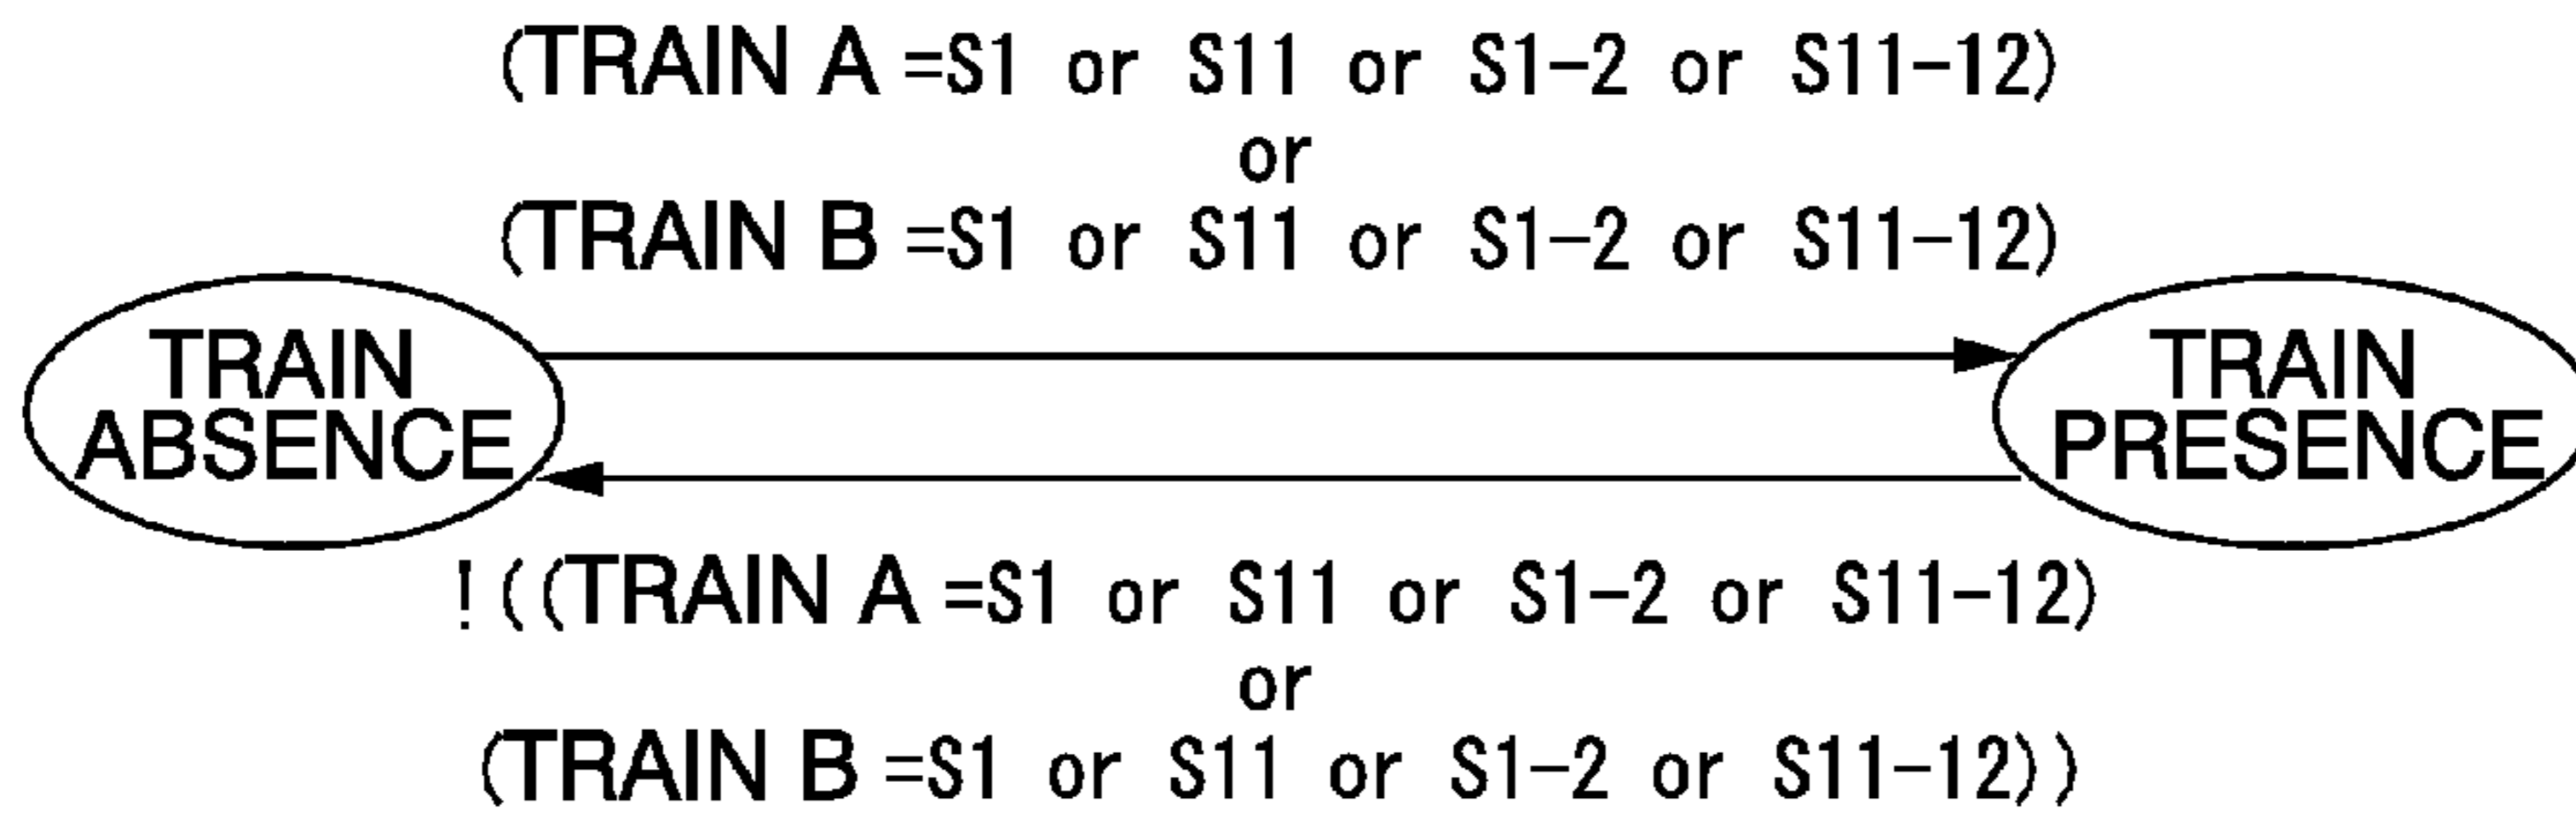 (TRAIN A =S1 or S11 or S1-2 or S11-12)
or
(TRAIN B =S1 or S11 or S1-2 or S11-12)
TRAIN
ABSENCE
TRAIN
PRESENCE
!((TRAIN A =S1 or S11 or S1-2 or S11-12)
or
(TRAIN B =S1 or S11 or S1-2 or S11-12))